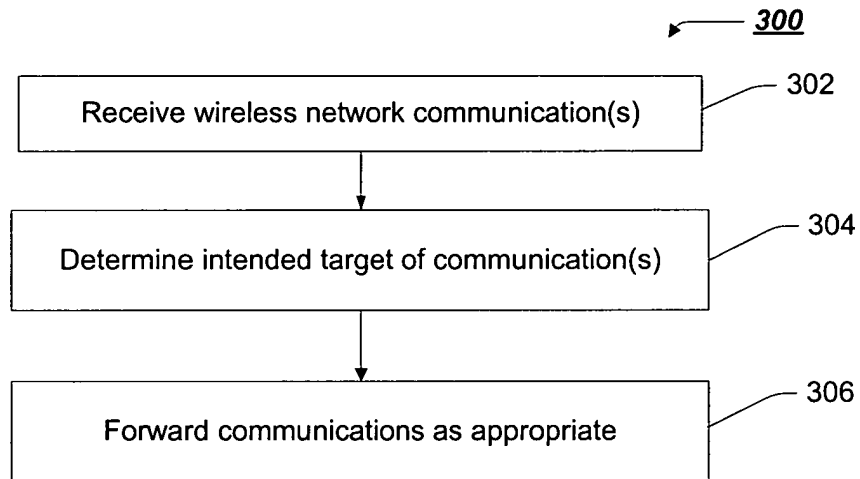 300
Receive wireless network communication(s)
302
Determine intended target of communication(s)
304
Forward communications as appropriate
306